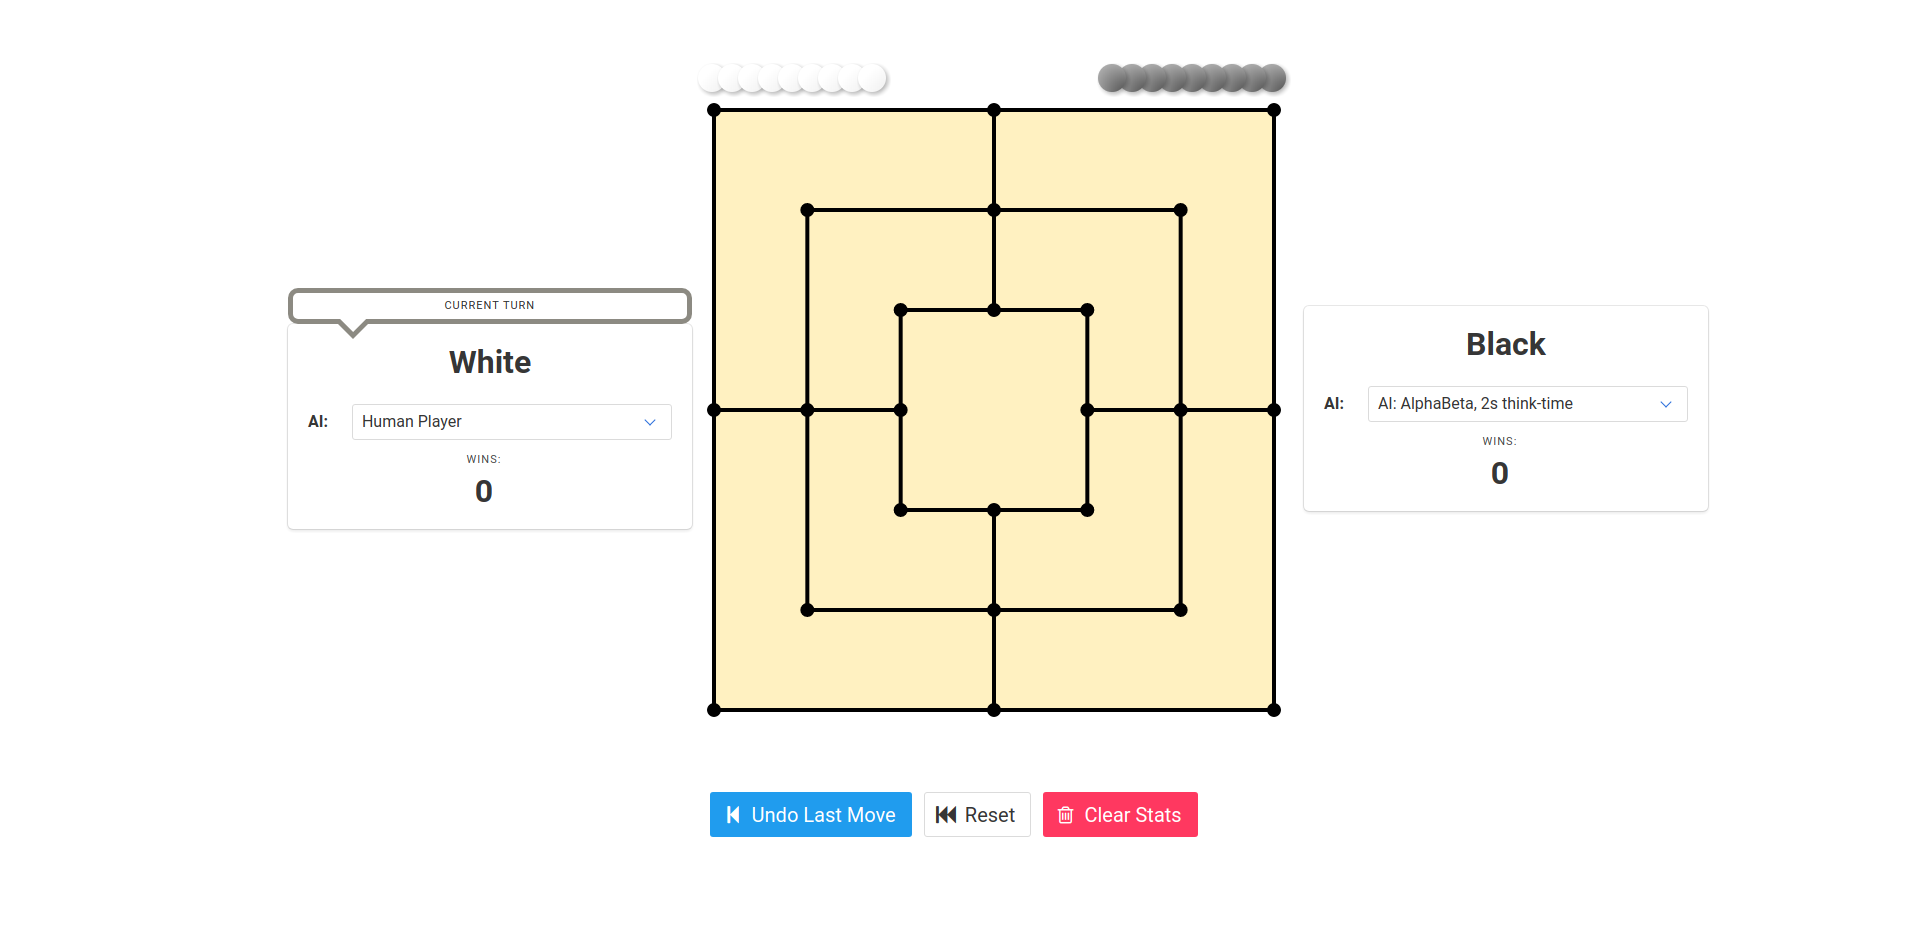 CURRENT TURN
White
AI: Human Player
WINS:
0
Black
AI: AI: AlphaBeta, 2s think-time
WINS:
0
Undo Last Move
Reset
Clear Stats